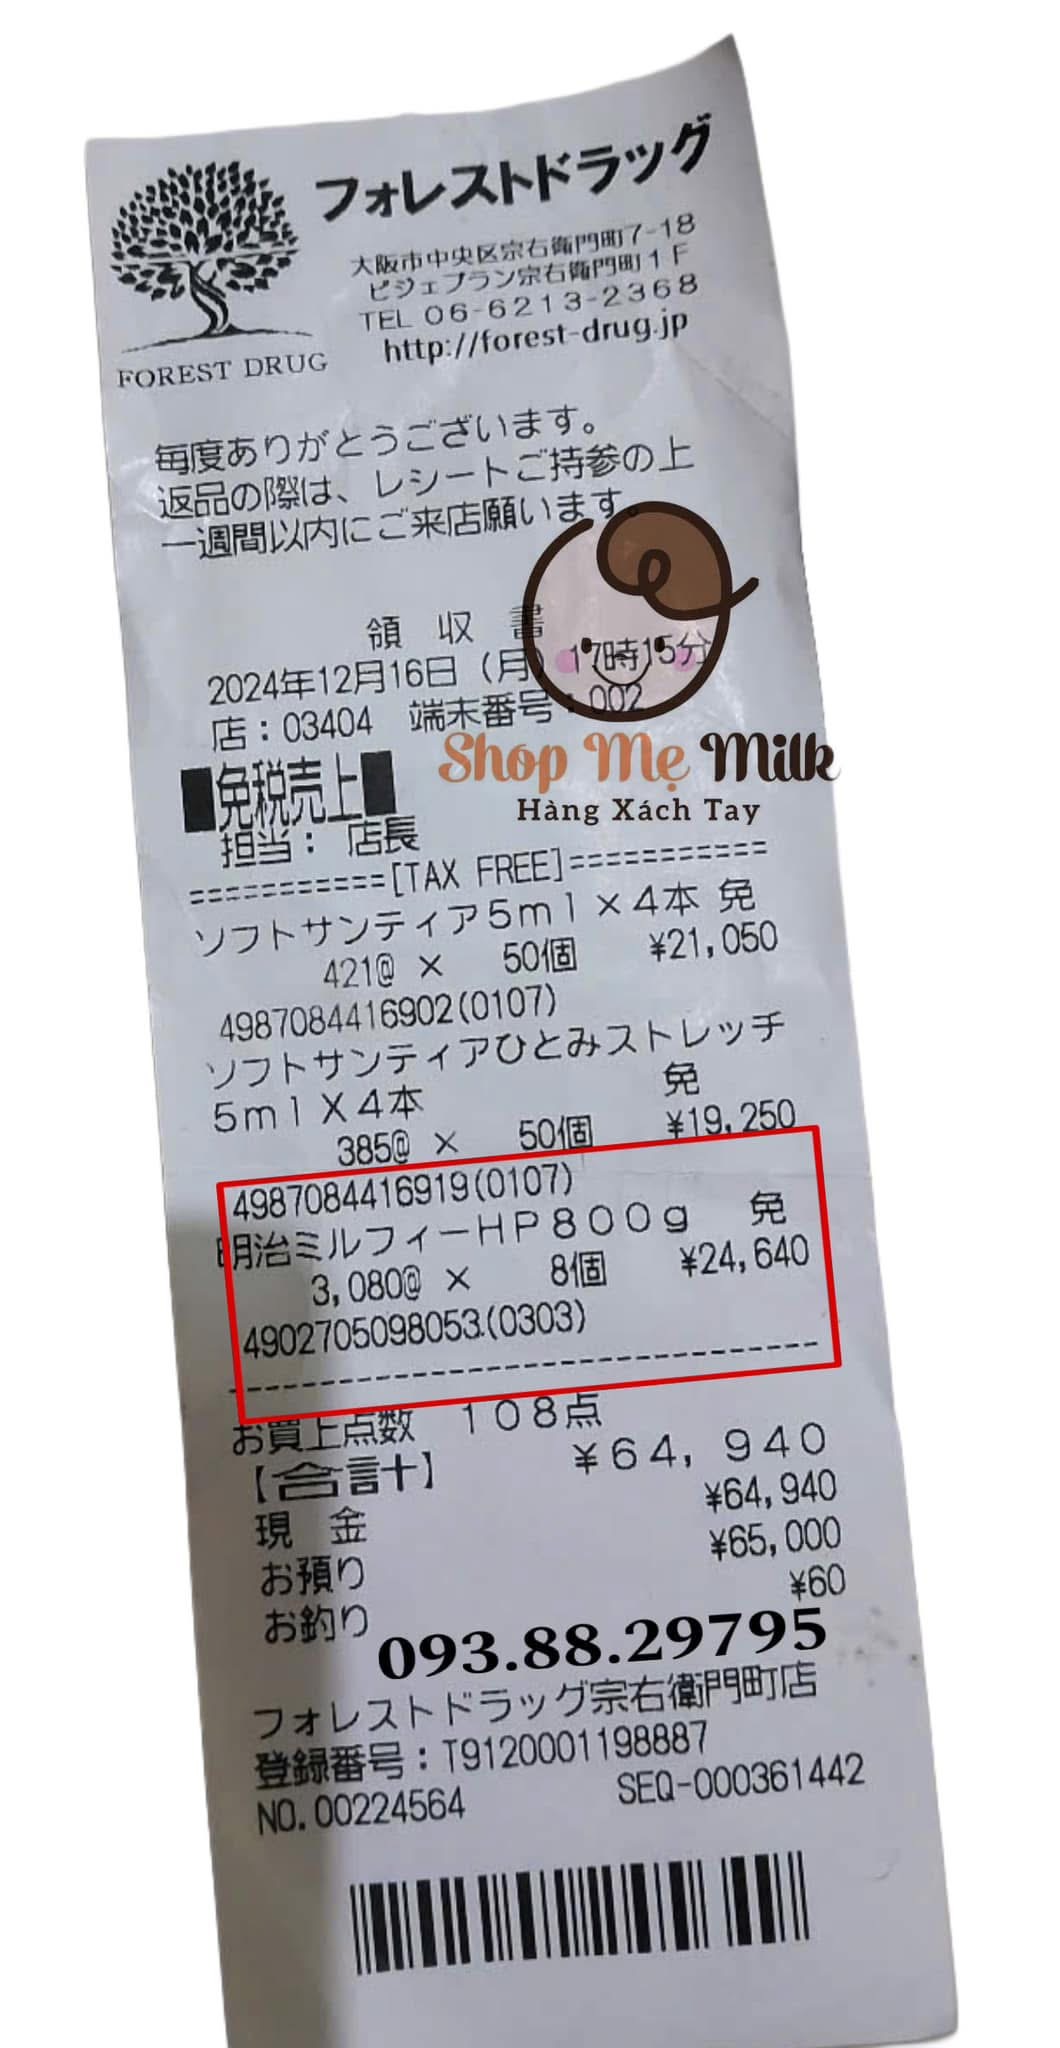 フォレストドラッグ
大阪市中央区宗右衛門町7-18
ピジェブラン宗右衛門町1F
TEL 06-6213-2368
http://forest-drug.jp
FOREST DRUG
毎度ありがとうございます。
返品の際は、レシートご持参の上
一週間以内にご来店願います。
領 収 書
2024年12月16日 (月) 17時15分
店:03404 端末番号:002
Shop Mẹ Milk
Hàng Xách Tay
■免税売上■
担当: 店長
===========[TAX FREE]===========
ソフトサンティア5ml×4本 免
421@ × 50個 ¥21,050
4987084416902(0107)
ソフトサンティアひとみストレッチ
5ml×4本 免
385@ × 50個 ¥19,250
4987084416919(0107)
明治ミルフィーHP800g 免
3,080@ × 8個 ¥24,640
4902705098053(0303)
--------------------------------
お買上点数 108点
【合計】 ¥64,940
現 金 ¥64,940
お預り ¥65,000
お釣り ¥60
093.88.29795
フォレストドラッグ宗右衛門町店
登録番号:T9120001198887
NO.00224564 SEQ-000361442